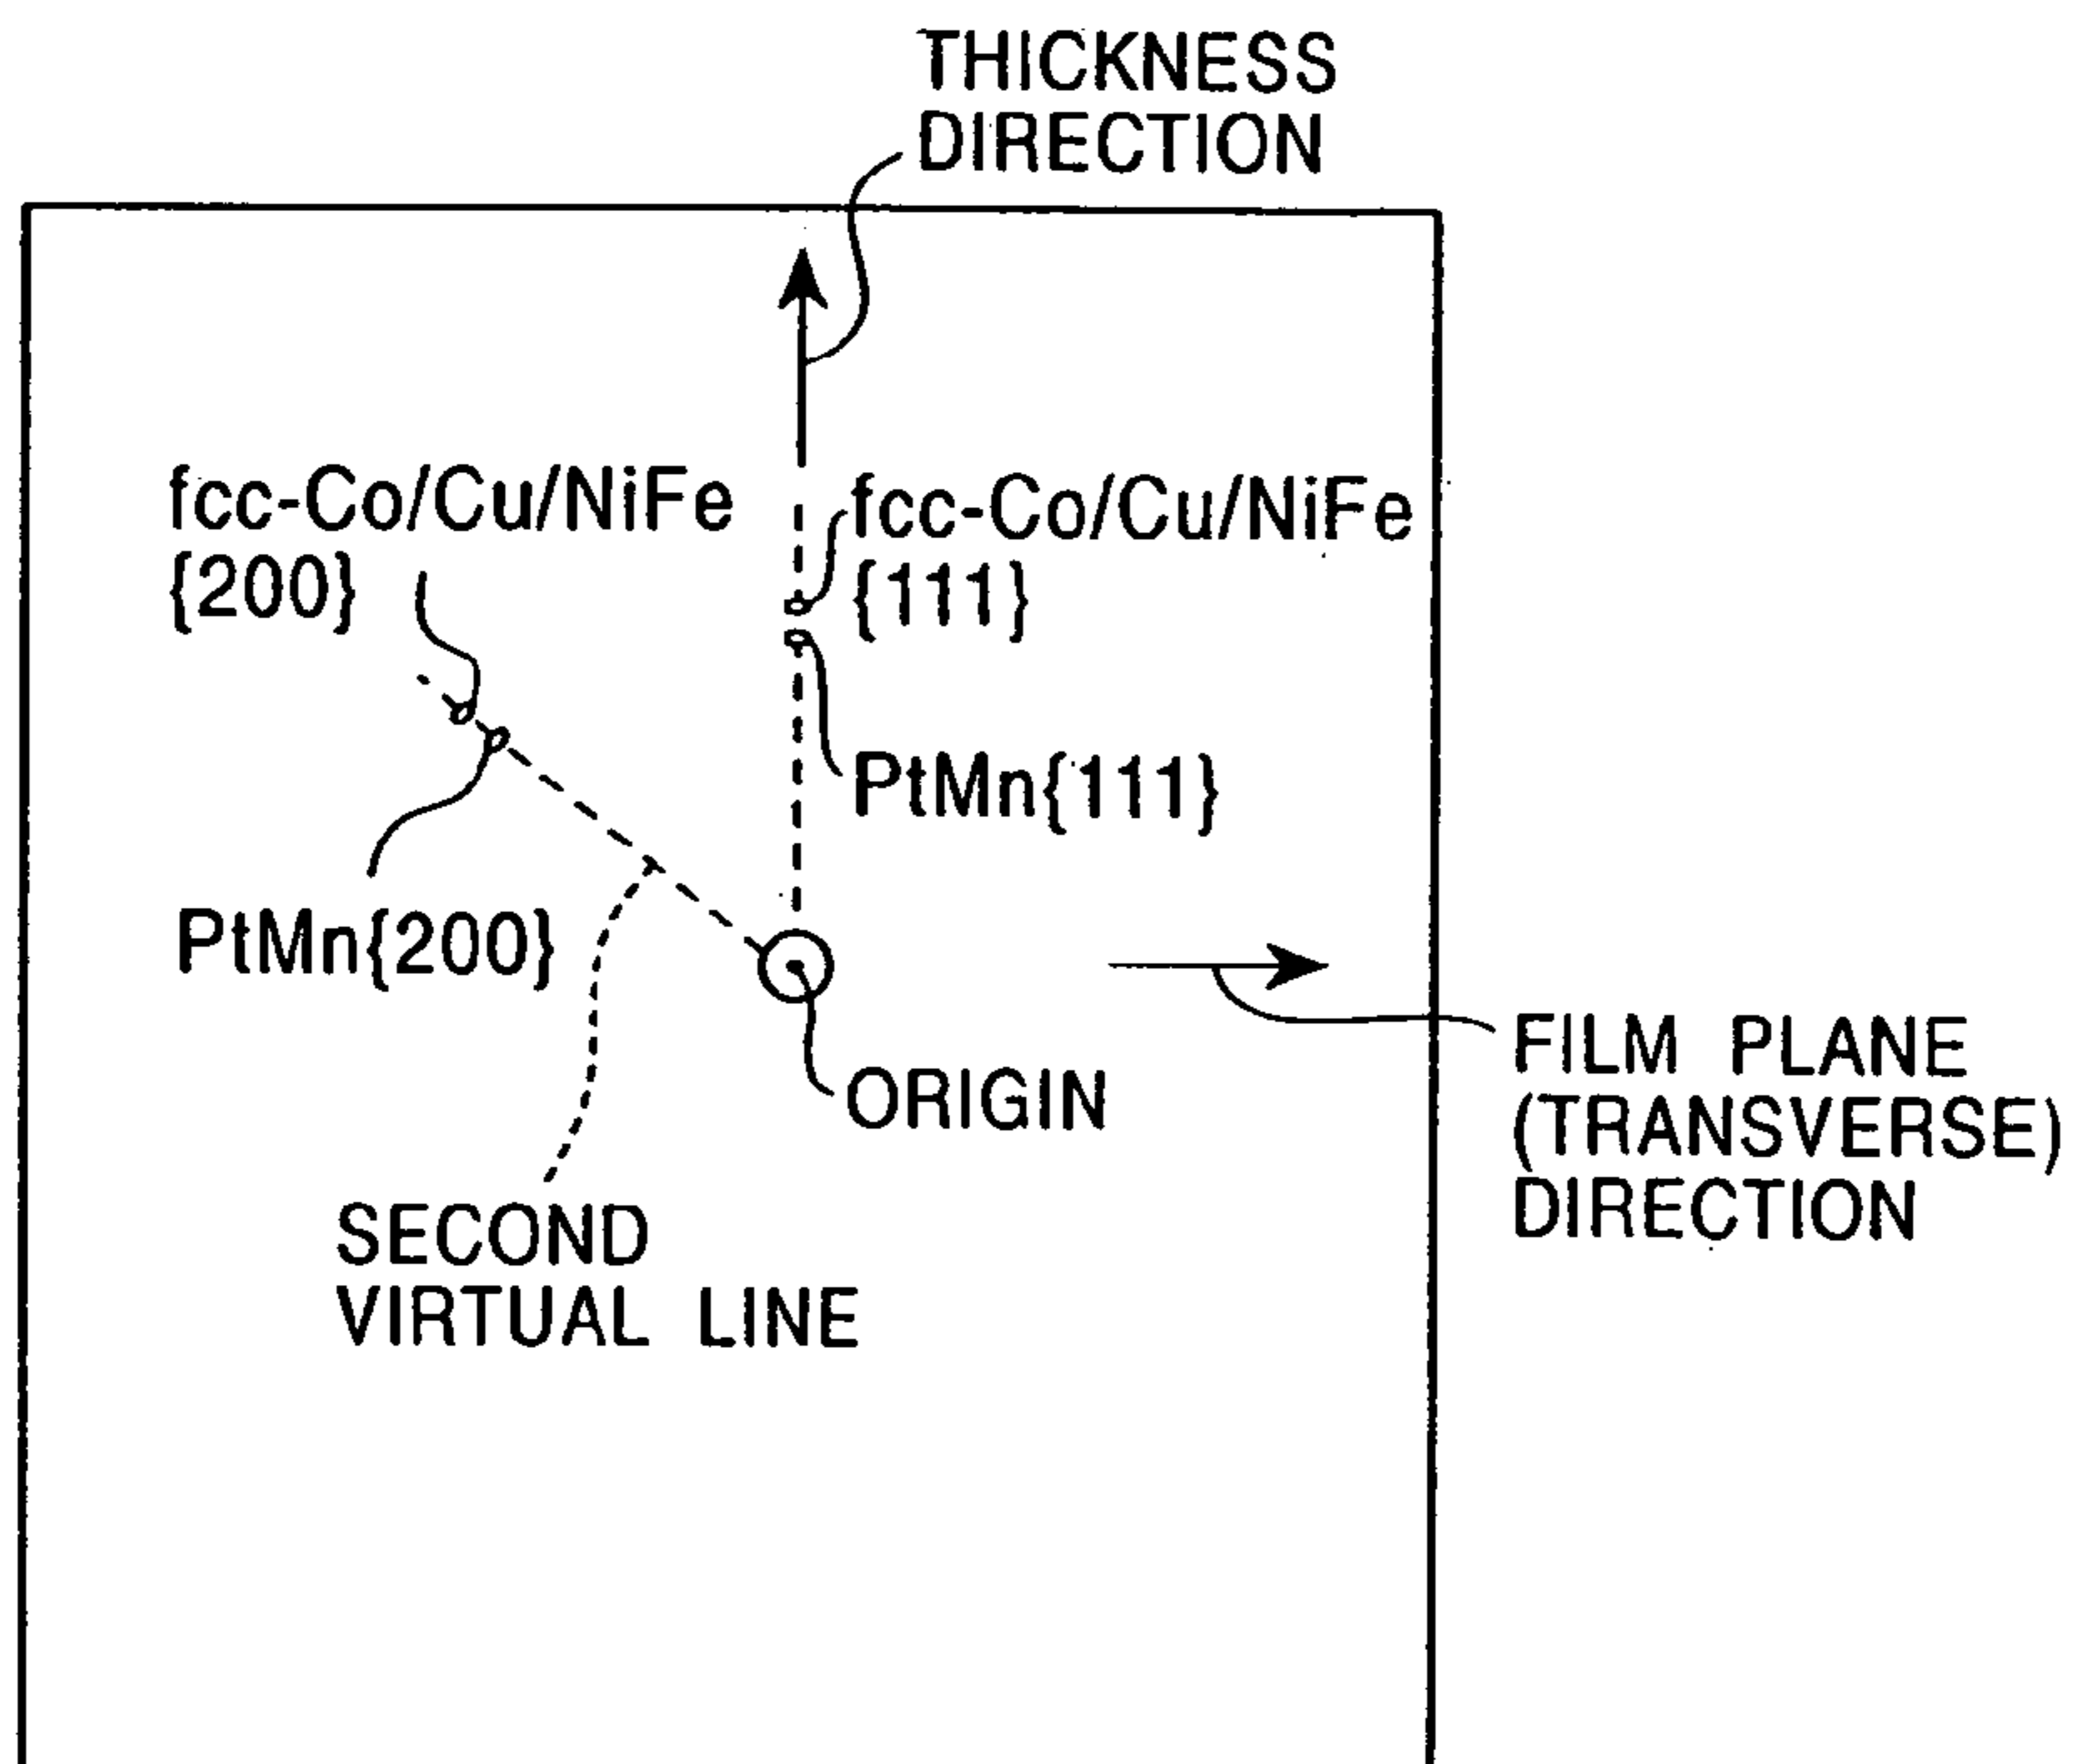 THICKNESS
DIRECTION
fcc-Co/Cu/NiFe
{200}
fcc-Co/Cu/NiFe
{111}
PtMn{111}
PtMn{200}
ORIGIN
FILM PLANE
(TRANSVERSE)
DIRECTION
SECOND
VIRTUAL LINE